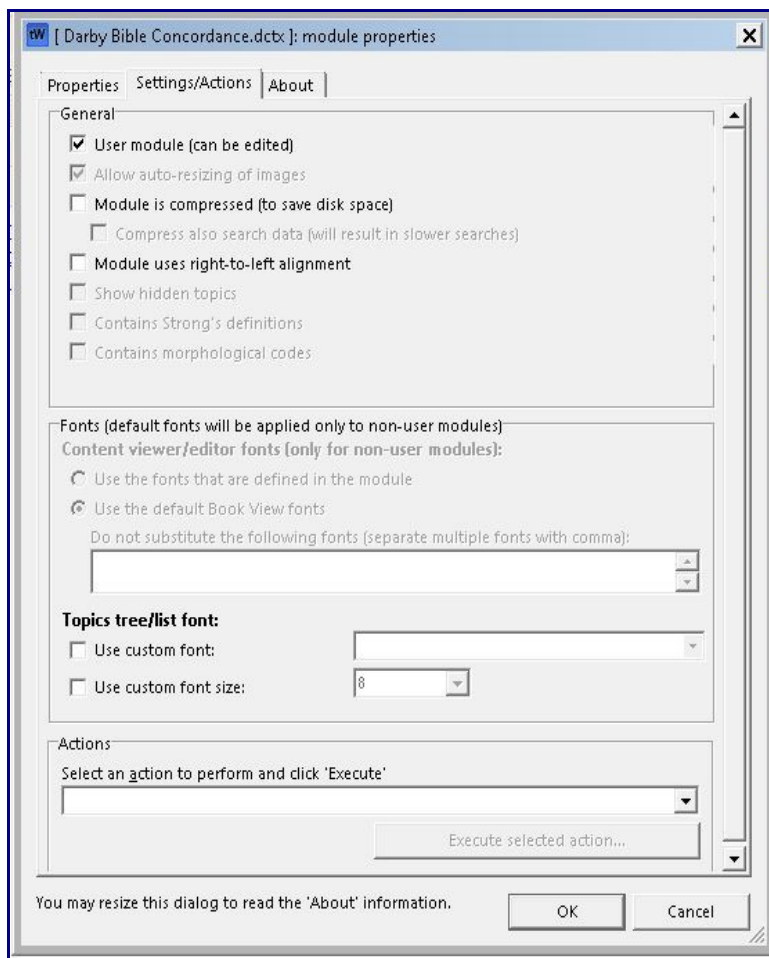 tW [ Darby Bible Concordance.dctx ]: module properties
Properties Settings/Actions About
General
User module (can be edited)
Allow auto-resizing of images
Module is compressed (to save disk space)
Compress also search data (will result in slower searches)
Module uses right-to-left alignment
Show hidden topics
Contains Strong's definitions
Contains morphological codes
Fonts (default fonts will be applied only to non-user modules)
Content viewer/editor fonts (only for non-user modules):
Use the fonts that are defined in the module
Use the default Book View fonts
Do not substitute the following fonts (separate multiple fonts with comma):
Topics tree/list font:
Use custom font:
Use custom font size: 8
Actions
Select an action to perform and click 'Execute'
Execute selected action...
You may resize this dialog to read the 'About' information.
OK Cancel